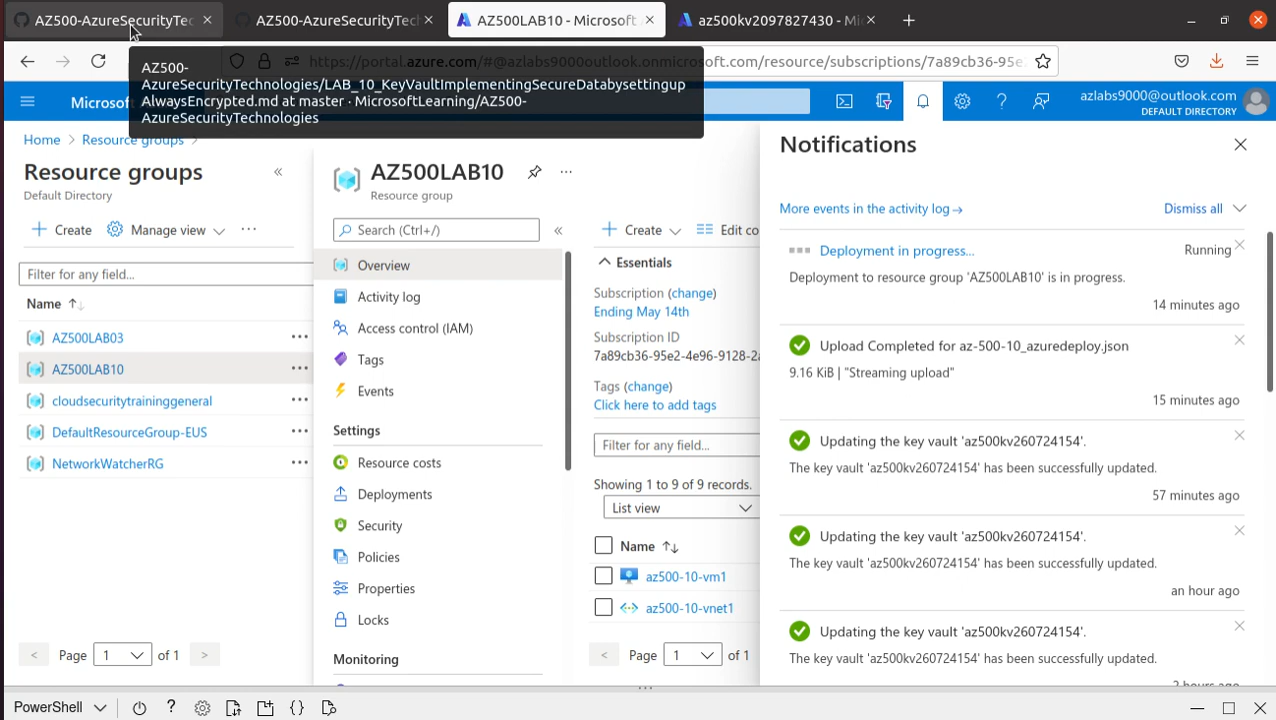 AZ500-AzureSecurityTec
AZ500-AzureSecurityTech
AZ500LAB10 - Microsoft
az500kv2097827430 - Mi
https://portal.azure.com/#@azlabs9000outlook.onmicrosoft.com/resource/subscriptions/7a89cb36-95e
AZ500-
AzureSecurityTechnologies/LAB_10_KeyVaultImplementingSecureDatabysettingup
AlwaysEncrypted.md at master · MicrosoftLearning/AZ500-
AzureSecurityTechnologies
Microsof
azlabs9000@outlook.com
DEFAULT DIRECTORY
Home > Resource groups >
Resource groups
Default Directory
Create
Manage view
Filter for any field...
Name
AZ500LAB03
AZ500LAB10
cloudsecuritytraininggeneral
DefaultResourceGroup-EUS
NetworkWatcherRG
< Page 1 of 1 >
AZ500LAB10
Resource group
Search (Ctrl+/)
Overview
Activity log
Access control (IAM)
Tags
Events
Settings
Resource costs
Deployments
Security
Policies
Properties
Locks
Monitoring
Create
Edit co
Essentials
Subscription (change)
Ending May 14th
Subscription ID
7a89cb36-95e2-4e96-9128-2
Tags (change)
Click here to add tags
Filter for any field...
Showing 1 to 9 of 9 records.
List view
Name
az500-10-vm1
az500-10-vnet1
< Page 1 of 1
Notifications
More events in the activity log →
Dismiss all
Deployment in progress...
Running
Deployment to resource group 'AZ500LAB10' is in progress.
14 minutes ago
Upload Completed for az-500-10_azuredeploy.json
9.16 KiB | "Streaming upload"
15 minutes ago
Updating the key vault 'az500kv260724154'.
The key vault 'az500kv260724154' has been successfully updated.
57 minutes ago
Updating the key vault 'az500kv260724154'.
The key vault 'az500kv260724154' has been successfully updated.
an hour ago
Updating the key vault 'az500kv260724154'.
The key vault 'az500kv260724154' has been successfully updated.
2 hours ago
PowerShell